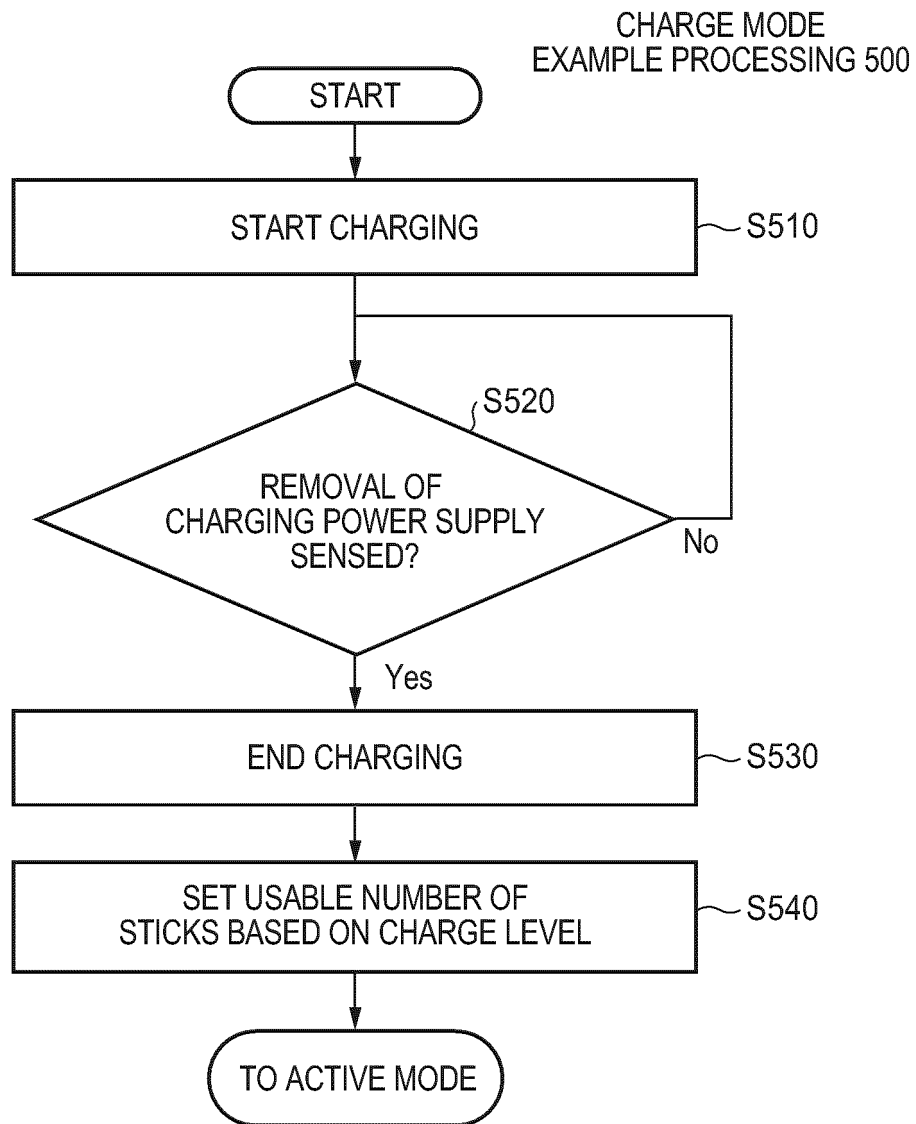 CHARGE MODE
EXAMPLE PROCESSING 500
START
START CHARGING
S510
S520
REMOVAL OF
CHARGING POWER SUPPLY
SENSED?
No
Yes
END CHARGING
S530
SET USABLE NUMBER OF
STICKS BASED ON CHARGE LEVEL
S540
TO ACTIVE MODE